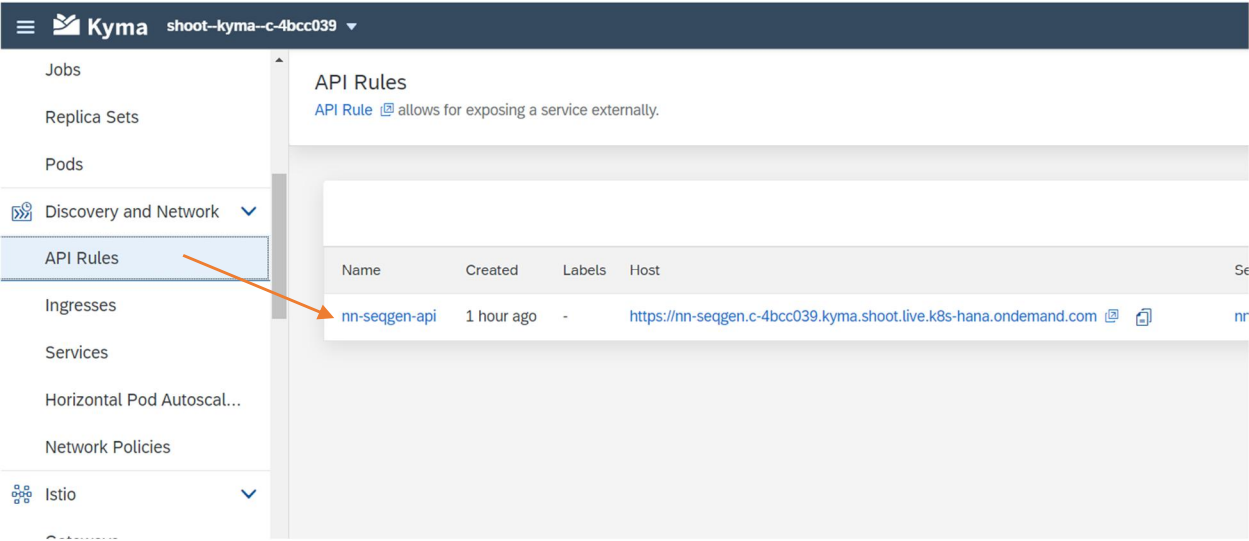 Kyma shoot--kyma--c-4bcc039
Jobs
Replica Sets
Pods
Discovery and Network
API Rules
Ingresses
Services
Horizontal Pod Autoscal...
Network Policies
Istio
API Rules
API Rule allows for exposing a service externally.
Name Created Labels Host Se
nn-seqgen-api 1 hour ago - https://nn-seqgen.c-4bcc039.kyma.shoot.live.k8s-hana.ondemand.com nn